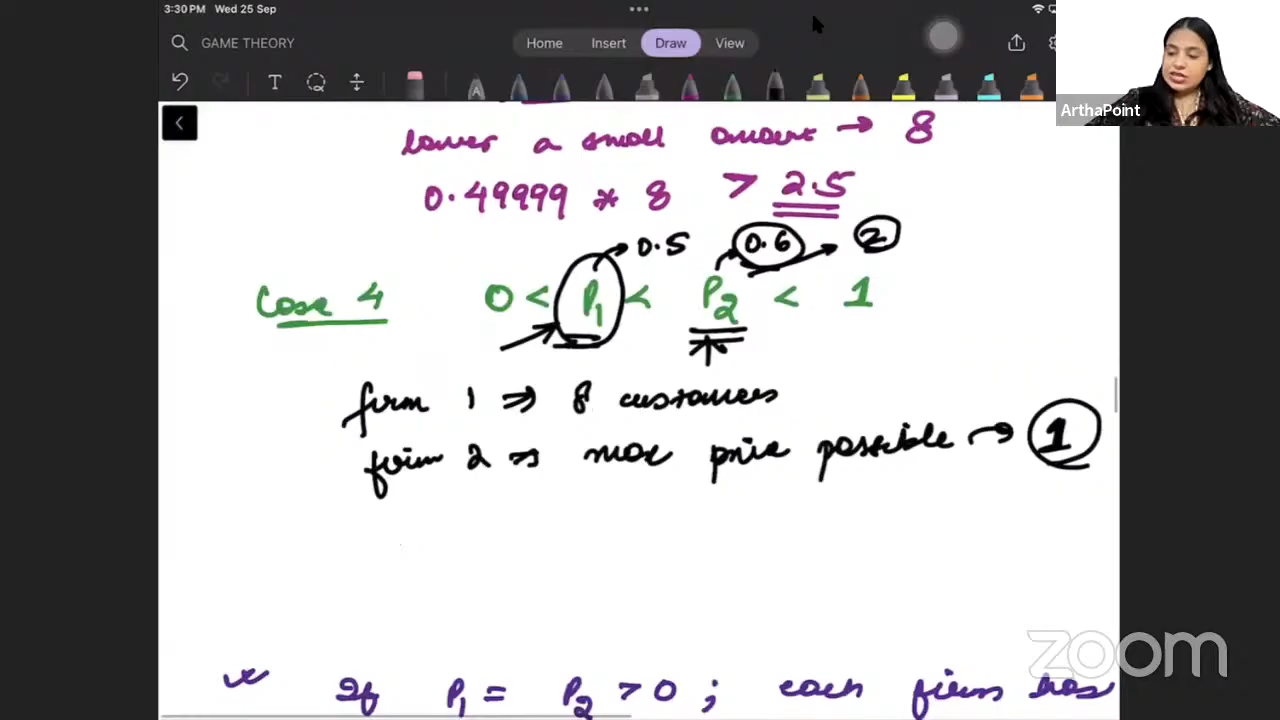 3:30 PM Wed 25 Sep
GAME THEORY
Home Insert Draw View
ArthaPoint
lower a small amount → 8
0.49999 * 8 > 2.5
0.5 0.6 2
Case 4 0 < P1 < P2 < 1
firm 1 ⇒ 8 customers
firm 2 ⇒ max price possible → 1
zoom
If P1 = P2 > 0 ; each firm has